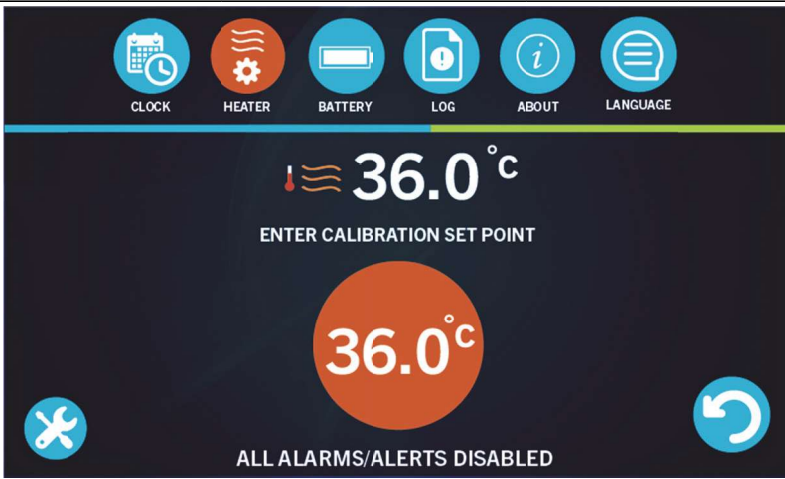 CLOCK HEATER BATTERY LOG ABOUT LANGUAGE
36.0°C
ENTER CALIBRATION SET POINT
36.0°C
ALL ALARMS/ALERTS DISABLED